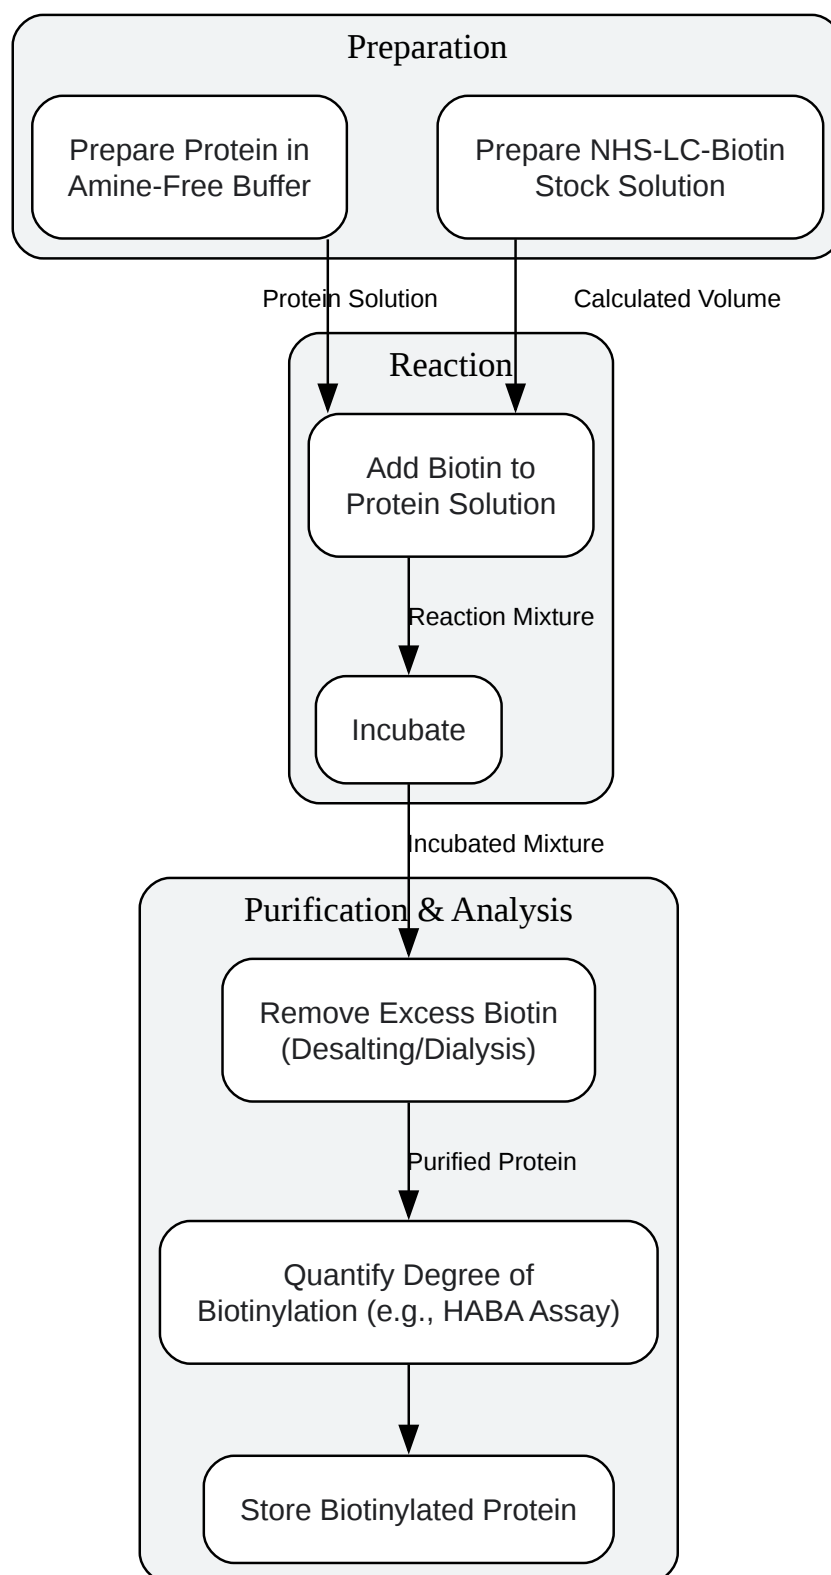 Preparation
Prepare Protein in
Amine-Free Buffer
Prepare NHS-LC-Biotin
Stock Solution
Protein Solution
Calculated Volume
Reaction
Add Biotin to
Protein Solution
Reaction Mixture
Incubate
Incubated Mixture
Purification & Analysis
Remove Excess Biotin
(Desalting/Dialysis)
Purified Protein
Quantify Degree of
Biotinylation (e.g., HABA Assay)
Store Biotinylated Protein